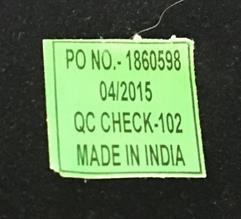 PO NO.- 1860598
04/2015
QC CHECK-102
MADE IN INDIA